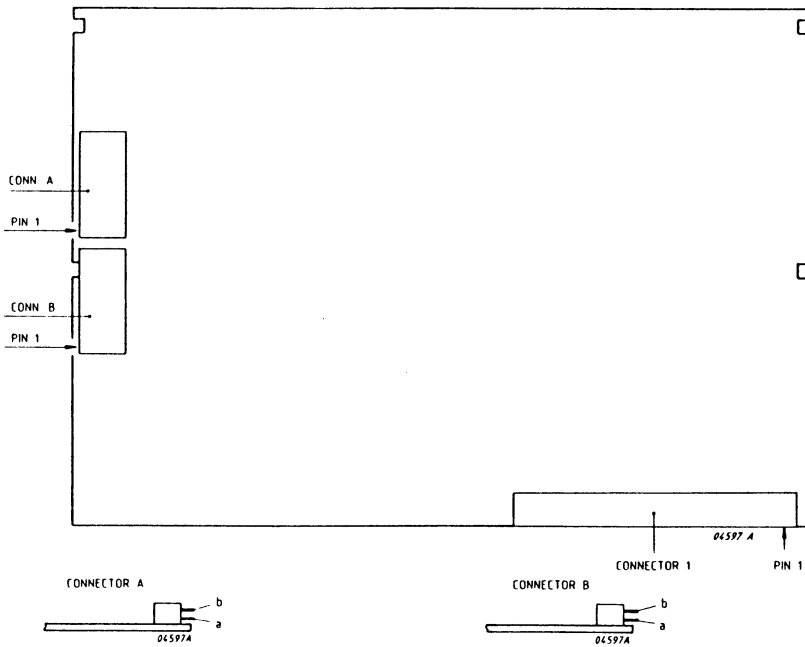 CONN A
PIN 1
CONN B
PIN 1
04597 A
CONNECTOR 1
PIN 1
CONNECTOR A
b
a
04597A
CONNECTOR B
b
a
04597A